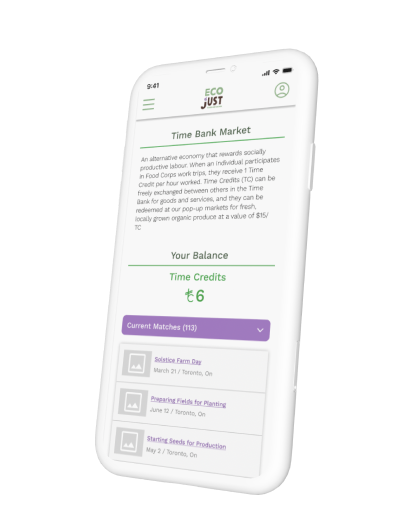 9:41
ECO
JUST
Time Bank Market
An alternative economy that rewards socially
productive labour. When an individual participates
in Food Corps work trips, they receive 1 Time
Credit per hour worked. Time Credits (TC) can be
freely exchanged between others in the Time
Bank for goods and services, and they can be
redeemed at our pop-up markets for fresh,
locally grown organic produce at a value of $15/
TC
Your Balance
Time Credits
6
Current Matches (113)
Solstice Farm Day
March 21 / Toronto, On
Preparing Fields for Planting
June 12 / Toronto, On
Starting Seeds for Production
May 2 / Toronto, On